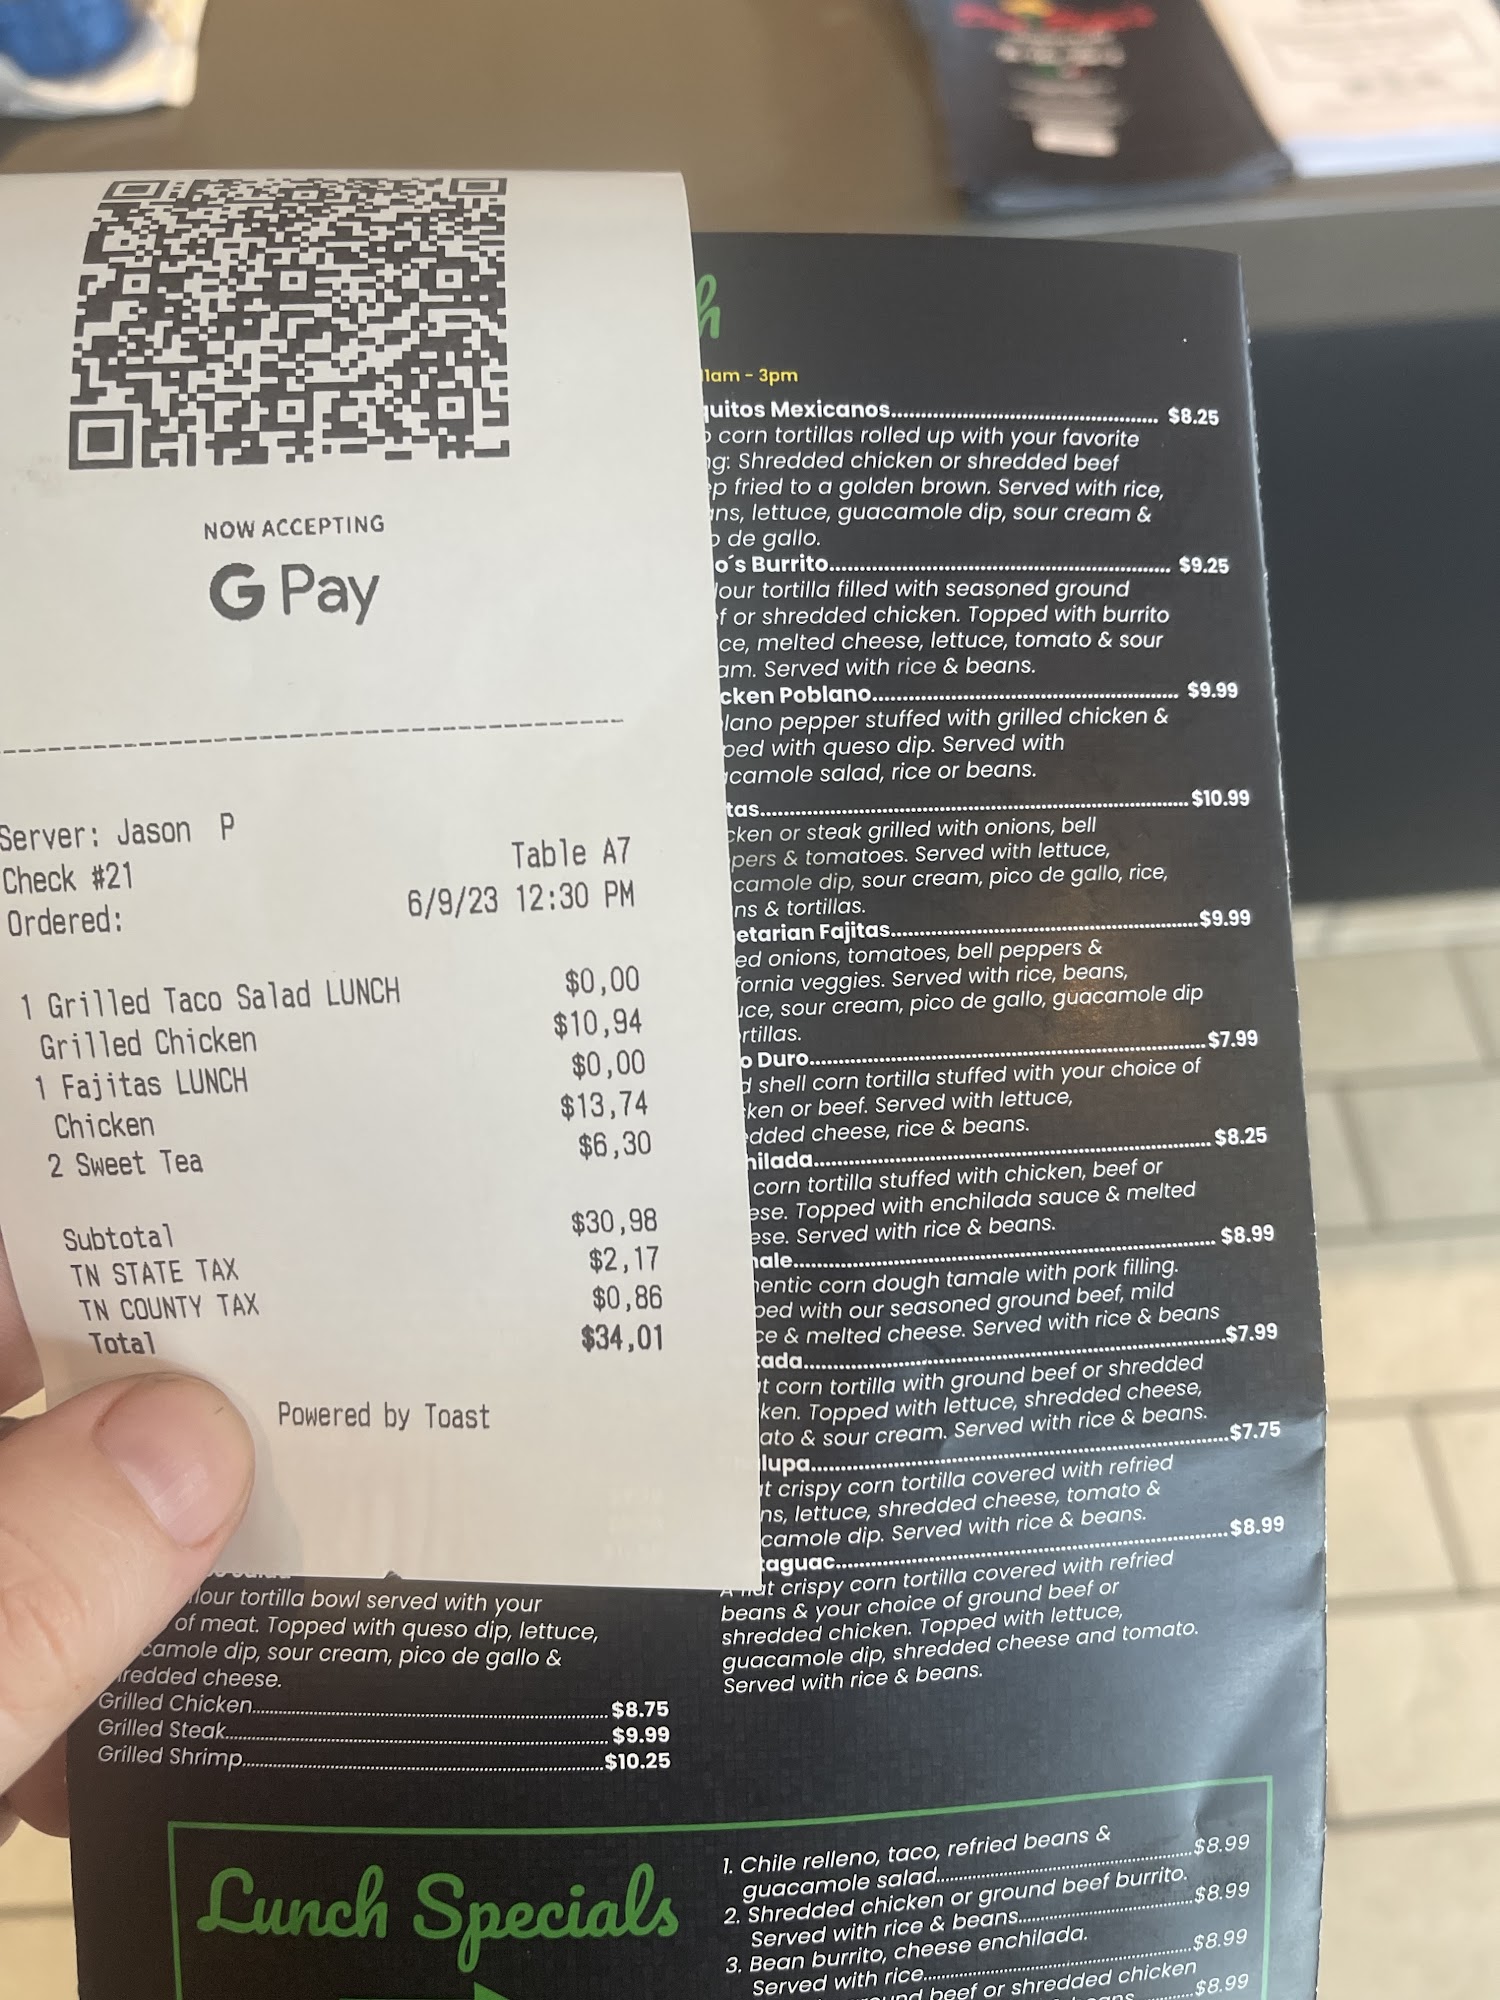 NOW ACCEPTING
G Pay
Server: Jason P
Check #21
Table A7
Ordered:
6/9/23 12:30 PM
1 Grilled Taco Salad LUNCH $0,00
Grilled Chicken $10,94
1 Fajitas LUNCH $0,00
Chicken $13,74
2 Sweet Tea $6,30
Subtotal $30,98
TN STATE TAX $2,17
TN COUNTY TAX $0,86
Total $34,01
Powered by Toast
11am - 3pm
quitos Mexicanos $8.25
corn tortillas rolled up with your favorite
ng: Shredded chicken or shredded beef
ep fried to a golden brown. Served with rice,
ans, lettuce, guacamole dip, sour cream &
de gallo.
o´s Burrito $9.25
lour tortilla filled with seasoned ground
f or shredded chicken. Topped with burrito
ce, melted cheese, lettuce, tomato & sour
am. Served with rice & beans.
cken Poblano $9.99
lano pepper stuffed with grilled chicken &
ped with queso dip. Served with
camole salad, rice or beans.
tas $10.99
cken or steak grilled with onions, bell
pers & tomatoes. Served with lettuce,
camole dip, sour cream, pico de gallo, rice,
ns & tortillas.
etarian Fajitas $9.99
ed onions, tomatoes, bell peppers &
fornia veggies. Served with rice, beans,
uce, sour cream, pico de gallo, guacamole dip
rtillas.
o Duro $7.99
d shell corn tortilla stuffed with your choice of
ken or beef. Served with lettuce,
edded cheese, rice & beans.
hilada $8.25
corn tortilla stuffed with chicken, beef or
ese. Topped with enchilada sauce & melted
ese. Served with rice & beans.
ale $8.99
hentic corn dough tamale with pork filling.
ped with our seasoned ground beef, mild
ce & melted cheese. Served with rice & beans
tada $7.99
t corn tortilla with ground beef or shredded
ken. Topped with lettuce, shredded cheese,
ato & sour cream. Served with rice & beans.
lupa $7.75
t crispy corn tortilla covered with refried
ns, lettuce, shredded cheese, tomato &
camole dip. Served with rice & beans.
taguac $8.99
A flat crispy corn tortilla covered with refried
beans & your choice of ground beef or
shredded chicken. Topped with lettuce,
guacamole dip, shredded cheese and tomato.
Served with rice & beans.
lour tortilla bowl served with your
of meat. Topped with queso dip, lettuce,
camole dip, sour cream, pico de gallo &
hredded cheese.
Grilled Chicken $8.75
Grilled Steak $9.99
Grilled Shrimp $10.25
Lunch Specials
1. Chile relleno, taco, refried beans &
guacamole salad $8.99
2. Shredded chicken or ground beef burrito.
Served with rice & beans $8.99
3. Bean burrito, cheese enchilada.
Served with rice $8.99
beef or shredded chicken
$8.99